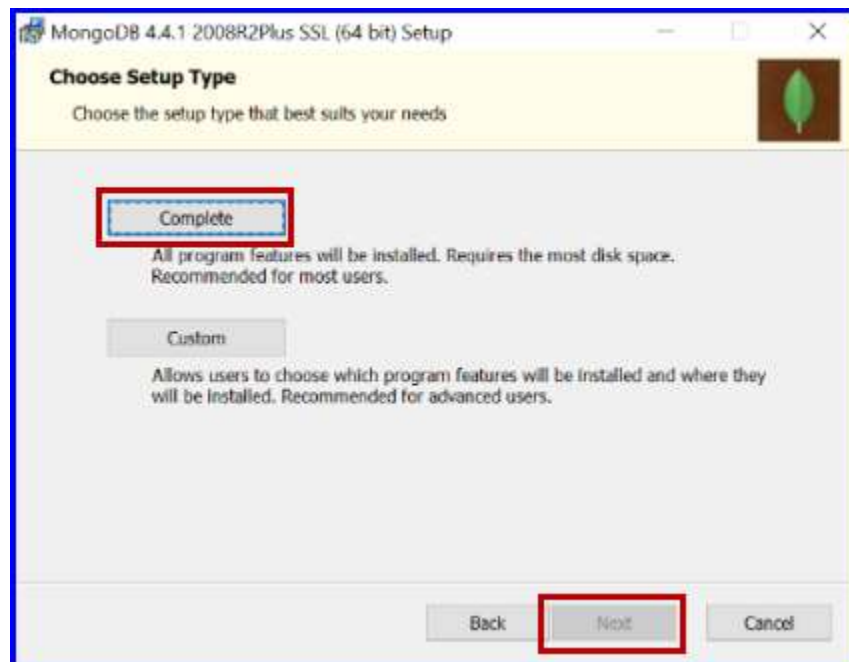 MongoDB 4.4.1 2008R2Plus SSL (64 bit) Setup
Choose Setup Type
Choose the setup type that best suits your needs
Complete
All program features will be installed. Requires the most disk space.
Recommended for most users.
Custom
Allows users to choose which program features will be installed and where they
will be installed. Recommended for advanced users.
Back Next Cancel